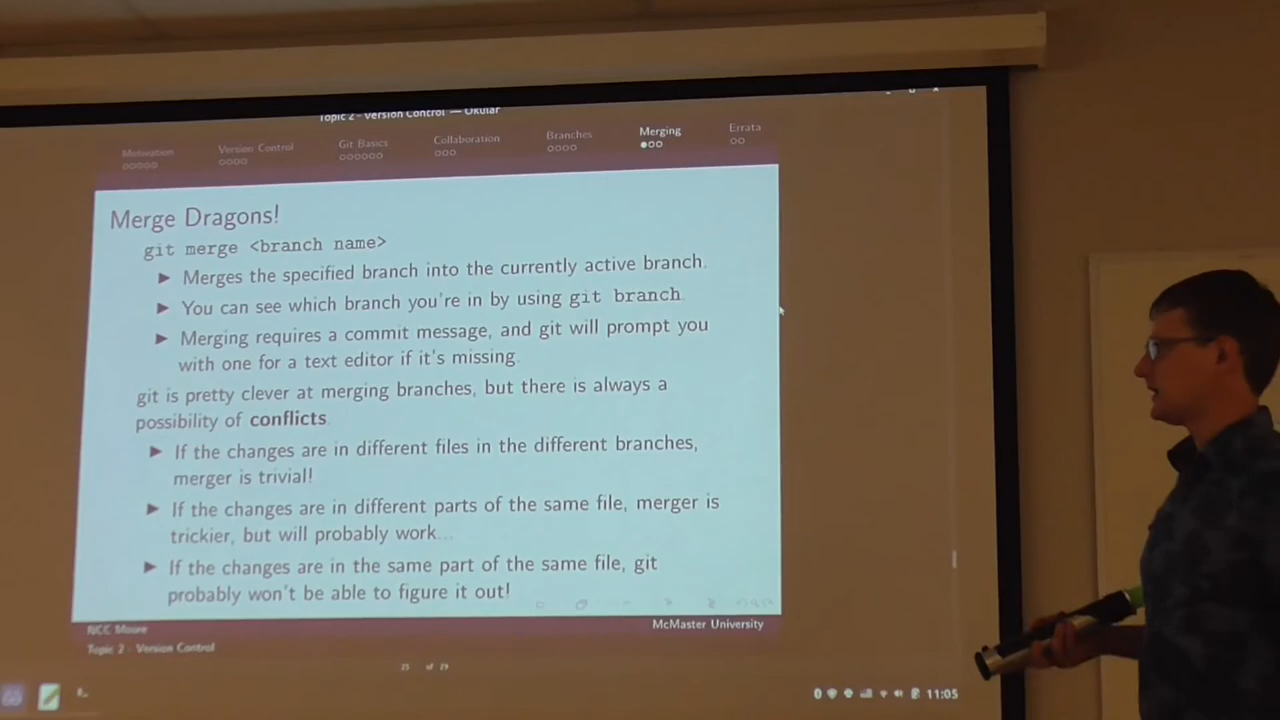 Topic 2 - Version Control — Okular
Motivation Version Control Git Basics Collaboration Branches Merging Errata
Merge Dragons!
git merge <branch name>
▶ Merges the specified branch into the currently active branch.
▶ You can see which branch you're in by using git branch.
▶ Merging requires a commit message, and git will prompt you
with one for a text editor if it's missing.
git is pretty clever at merging branches, but there is always a
possibility of conflicts.
▶ If the changes are in different files in the different branches,
merger is trivial!
▶ If the changes are in different parts of the same file, merger is
trickier, but will probably work...
▶ If the changes are in the same part of the same file, git
probably won't be able to figure it out!
NCC Moore McMaster University
Topic 2 - Version Control
25 of 29
11:05